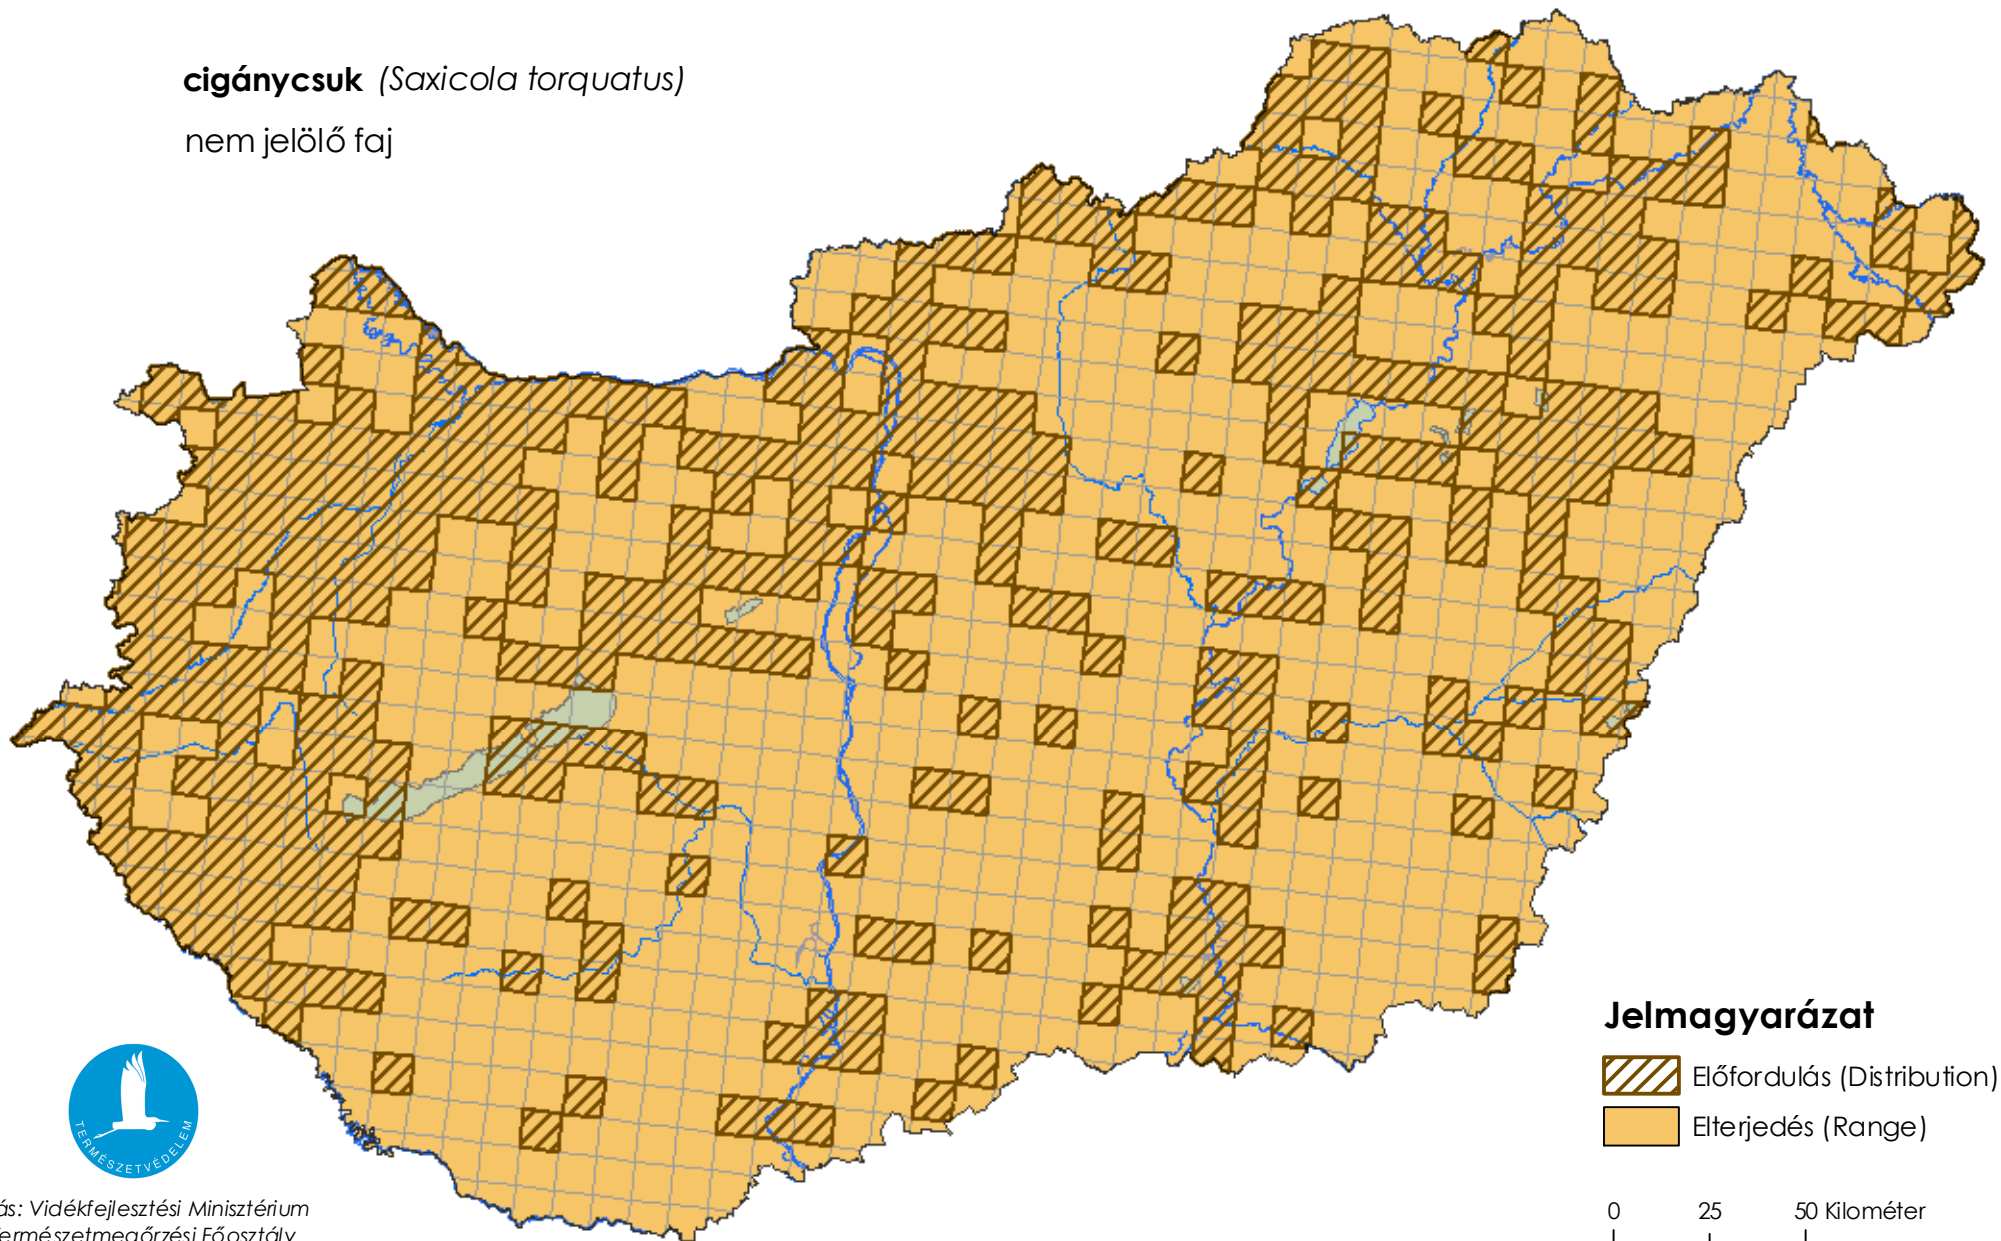 cigánycsuk (Saxicola torquatus)
nem jelölő faj
Jelmagyarázat
Előfordulás (Distribution)
Elterjedés (Range)
0 25 50 Kilométer
TERMÉSZETVÉDELEM
ás: Vidékfejlesztési Minisztérium
Természetmegőrzési Főosztály